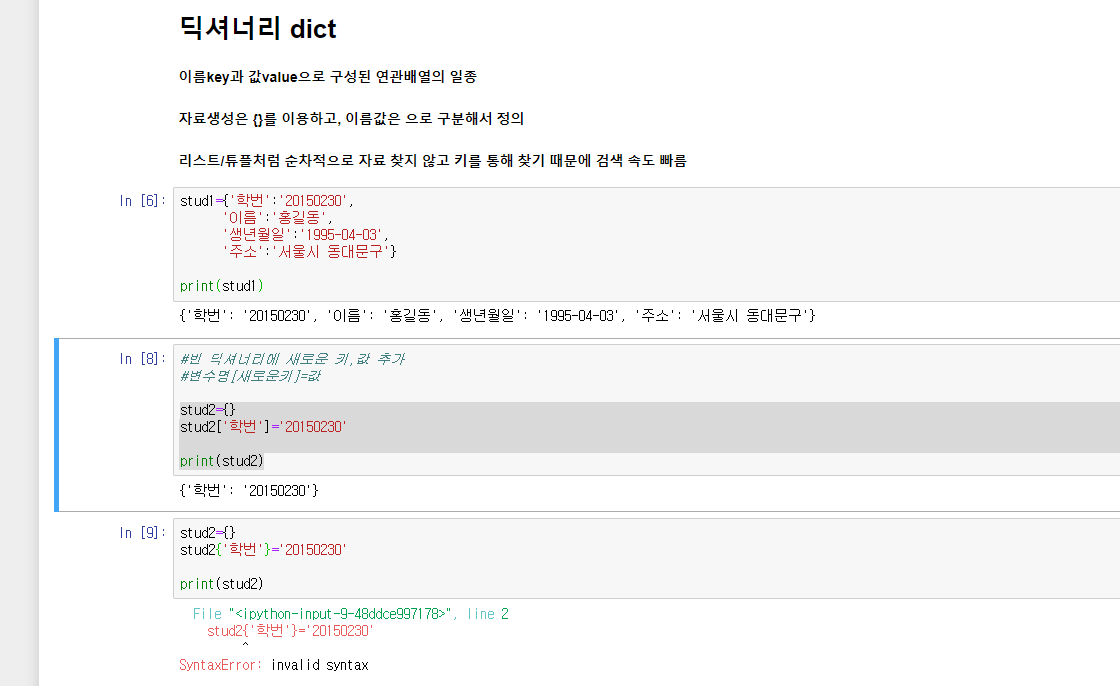 딕셔너리 dict
이름key과 값value으로 구성된 연관배열의 일종
자료생성은 {}를 이용하고, 이름값은 으로 구분해서 정의
리스트/튜플처럼 순차적으로 자료 찾지 않고 키를 통해 찾기 때문에 검색 속도 빠름
In [6]: stud1={'학번':'20150230',
'이름':'홍길동',
'생년월일':'1995-04-03',
'주소':'서울시 동대문구'}
print(stud1)
{'학번': '20150230', '이름': '홍길동', '생년월일': '1995-04-03', '주소': '서울시 동대문구'}
In [8]: #빈 딕셔너리에 새로운 키,값 추가
#변수명[새로운키]=값
stud2={}
stud2['학번']='20150230'
print(stud2)
{'학번': '20150230'}
In [9]: stud2={}
stud2{'학번'}='20150230'
print(stud2)
File "<ipython-input-9-48ddce997178>", line 2
stud2{'학번'}='20150230'
^
SyntaxError: invalid syntax